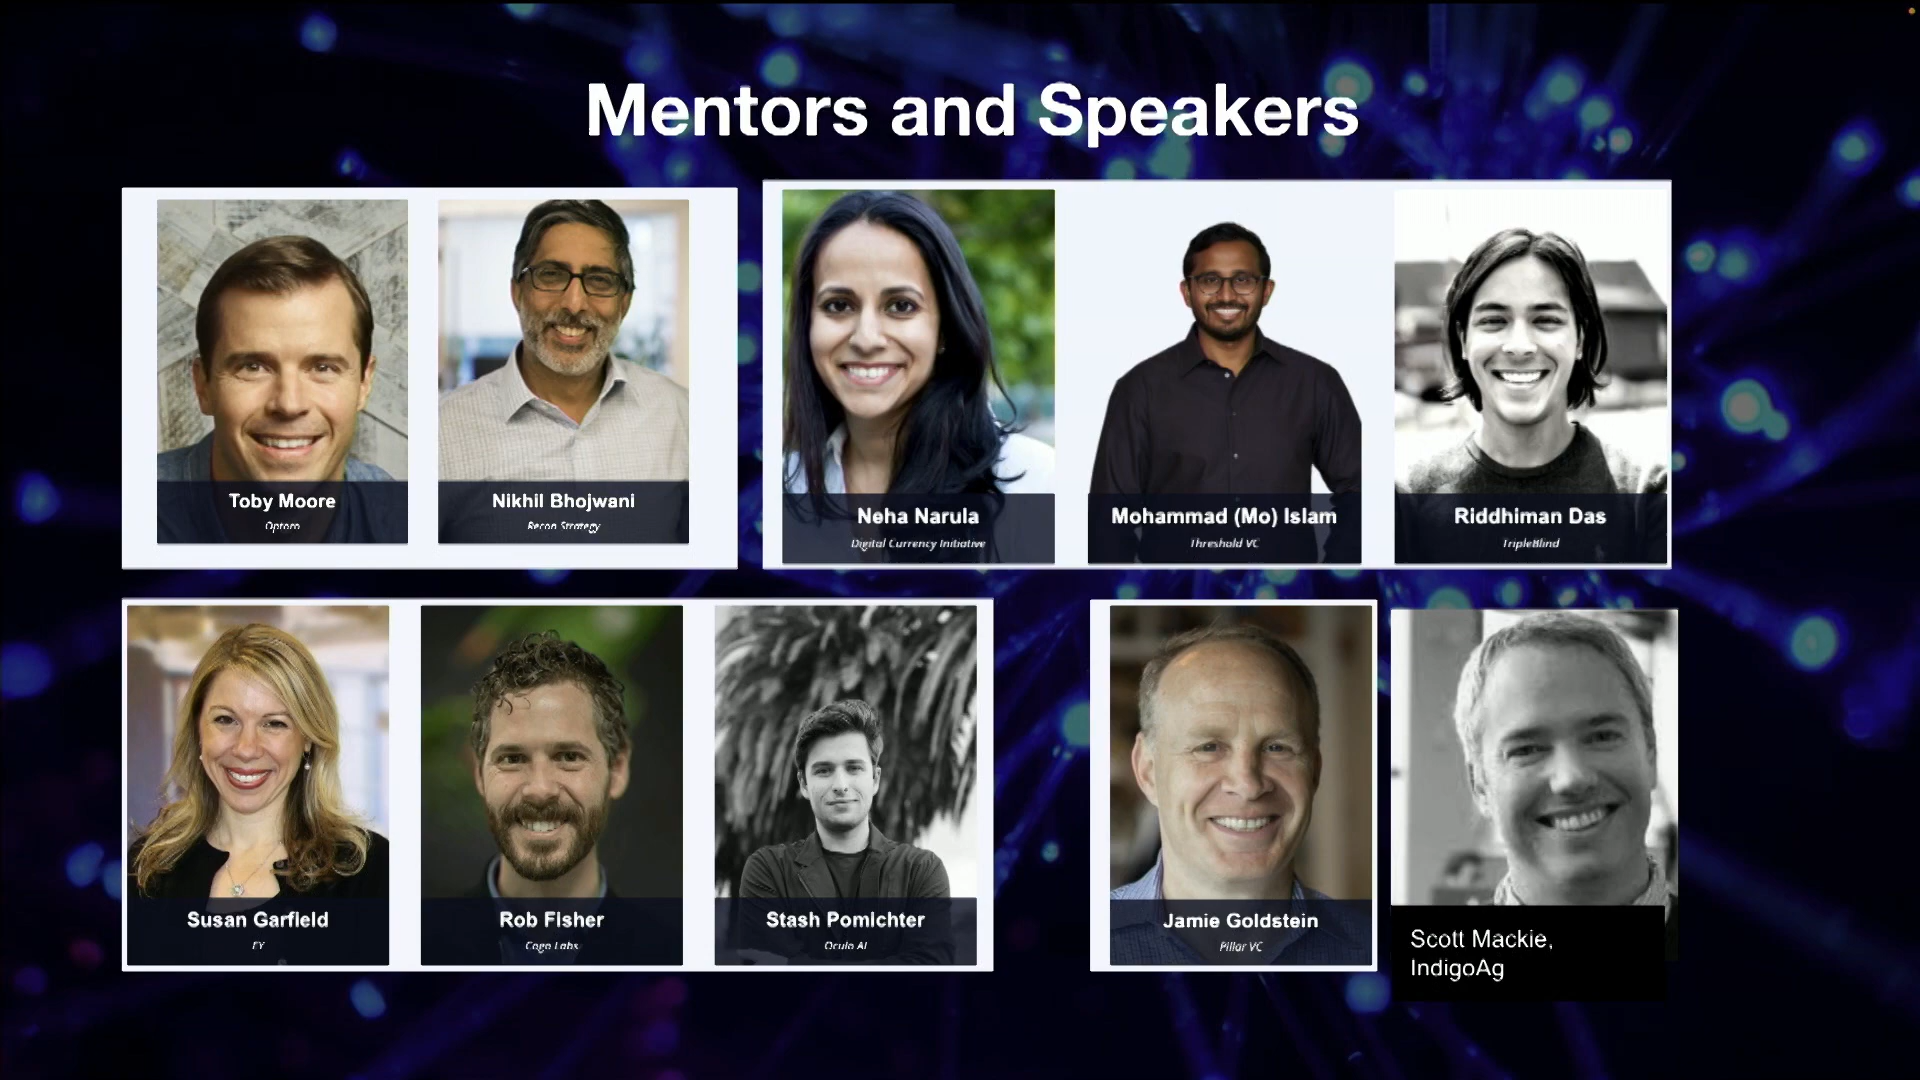 Mentors and Speakers
Toby Moore
Optoro
Nikhil Bhojwani
Recon Strategy
Neha Narula
Digital Currency Initiative
Mohammad (Mo) Islam
Threshold VC
Riddhiman Das
TripleBlind
Susan Garfield
EY
Rob Fisher
Cogo Labs
Stash Pomichter
Oculo AI
Jamie Goldstein
Pillar VC
Scott Mackie,
IndigoAg